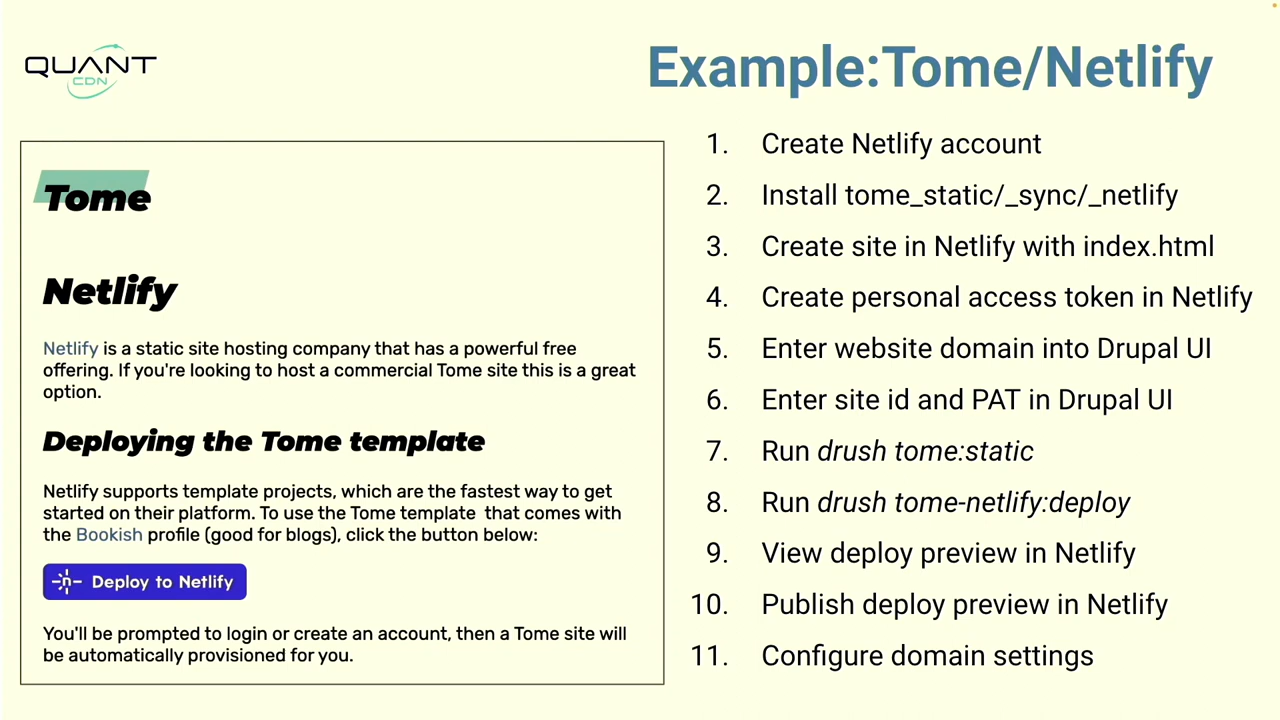 QUANT
CDN
Example:Tome/Netlify
Tome
Netlify
Netlify is a static site hosting company that has a powerful free
offering. If you're looking to host a commercial Tome site this is a great
option.
Deploying the Tome template
Netlify supports template projects, which are the fastest way to get
started on their platform. To use the Tome template that comes with
the Bookish profile (good for blogs), click the button below:
Deploy to Netlify
You'll be prompted to login or create an account, then a Tome site will
be automatically provisioned for you.
1. Create Netlify account
2. Install tome_static/_sync/_netlify
3. Create site in Netlify with index.html
4. Create personal access token in Netlify
5. Enter website domain into Drupal UI
6. Enter site id and PAT in Drupal UI
7. Run drush tome:static
8. Run drush tome-netlify:deploy
9. View deploy preview in Netlify
10. Publish deploy preview in Netlify
11. Configure domain settings